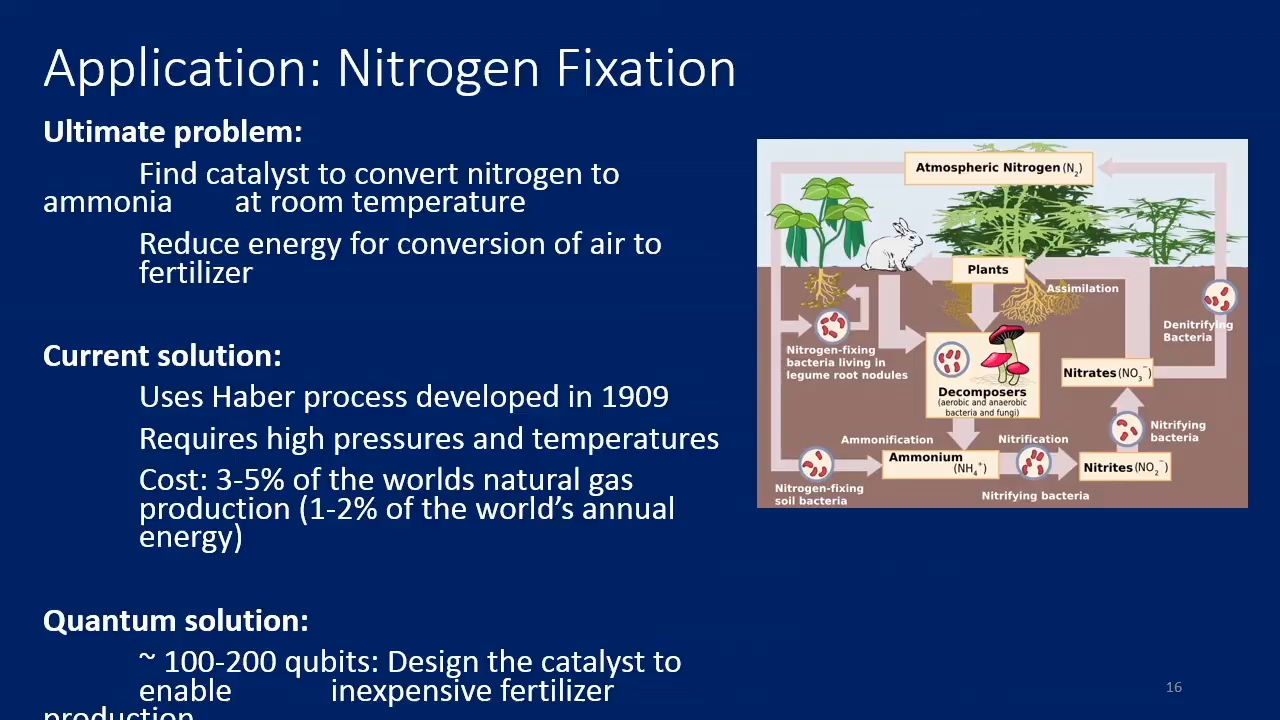 Application: Nitrogen Fixation
Ultimate problem:
Find catalyst to convert nitrogen to
ammonia at room temperature
Reduce energy for conversion of air to
fertilizer
Current solution:
Uses Haber process developed in 1909
Requires high pressures and temperatures
Cost: 3-5% of the worlds natural gas
production (1-2% of the world’s annual
energy)
Quantum solution:
~ 100-200 qubits: Design the catalyst to
enable inexpensive fertilizer
production
Atmospheric Nitrogen (N₂)
Plants
Assimilation
Denitrifying
Bacteria
Nitrogen-fixing
bacteria living in
legume root nodules
Decomposers
(aerobic and anaerobic
bacteria and fungi)
Nitrates (NO₃⁻)
Nitrifying
bacteria
Ammonification
Nitrification
Ammonium
(NH₄⁺)
Nitrites (NO₂⁻)
Nitrogen-fixing
soil bacteria
Nitrifying bacteria
16